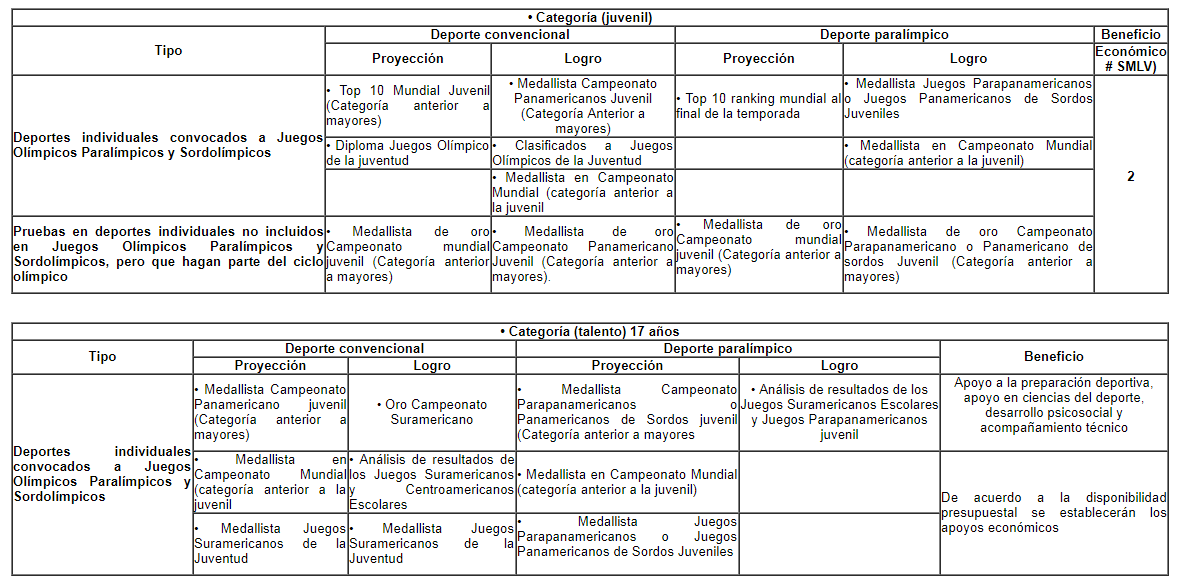 • Categoría (juvenil)
Tipo
Deporte convencional
Deporte paralímpico
Beneficio
Proyección
Logro
Proyección
Logro
Económico
# SMLV)
Deportes individuales convocados a Juegos
Olímpicos Paralímpicos y Sordolímpicos
• Top 10 Mundial Juvenil
(Categoría anterior a
mayores)
• Medallista Campeonato
Panamericanos Juvenil
(Categoría Anterior a
mayores)
• Top 10 ranking mundial al
final de la temporada
• Medallista Juegos Parapanamericanos
o Juegos Panamericanos de Sordos
Juveniles
2
• Diploma Juegos Olímpico
de la juventud
• Clasificados a Juegos
Olímpicos de la Juventud
• Medallista en Campeonato Mundial
(categoría anterior a la juvenil)
• Medallista en Campeonato
Mundial (categoría anterior a
la juvenil
Pruebas en deportes individuales no incluidos
en Juegos Olímpicos Paralímpicos y
Sordolímpicos, pero que hagan parte del ciclo
olímpico
• Medallista de oro
Campeonato mundial
juvenil (Categoría anterior
a mayores)
• Medallista de oro
Campeonato Panamericano
Juvenil (Categoría anterior a
mayores).
• Medallista de oro
Campeonato mundial
juvenil (Categoría anterior a
mayores)
• Medallista de oro Campeonato
Parapanamericano o Panamericano de
sordos Juvenil (Categoría anterior a
mayores)
• Categoría (talento) 17 años
Tipo
Deporte convencional
Deporte paralímpico
Beneficio
Proyección
Logro
Proyección
Logro
Deportes individuales
convocados a Juegos
Olímpicos Paralímpicos y
Sordolímpicos
• Medallista Campeonato
Panamericano juvenil
(Categoría anterior a
mayores)
• Oro Campeonato
Suramericano
• Medallista Campeonato
Parapanamericanos o
Panamericanos de Sordos juvenil
(Categoría anterior a mayores
• Análisis de resultados de los
Juegos Suramericanos Escolares
y Juegos Parapanamericanos
juvenil
Apoyo a la preparación deportiva,
apoyo en ciencias del deporte,
desarrollo psicosocial y
acompañamiento técnico
• Medallista en
Campeonato Mundial
(categoría anterior a la
juvenil
• Análisis de resultados de
los Juegos Suramericanos
y Centroamericanos
Escolares
• Medallista en Campeonato Mundial
(categoría anterior a la juvenil)
De acuerdo a la disponibilidad
presupuestal se establecerán los
apoyos económicos
• Medallista Juegos
Suramericanos de la
Juventud
• Medallista Juegos
Suramericanos de la
Juventud
• Medallista Juegos
Parapanamericanos o Juegos
Panamericanos de Sordos Juveniles